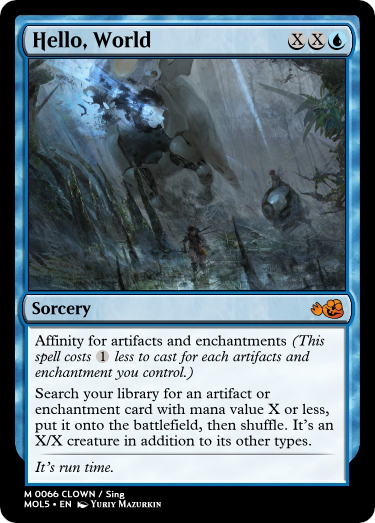 Hello, World XXU
Sorcery
Affinity for artifacts and enchantments (This
spell costs 1 less to cast for each artifacts and
enchantment you control.)
Search your library for an artifact or
enchantment card with mana value X or less,
put it onto the battlefield, then shuffle. It's an
X/X creature in addition to its other types.
It's run time.
M 0066 CLOWN / Sing
MOL5 • EN Yuriy Mazurkin